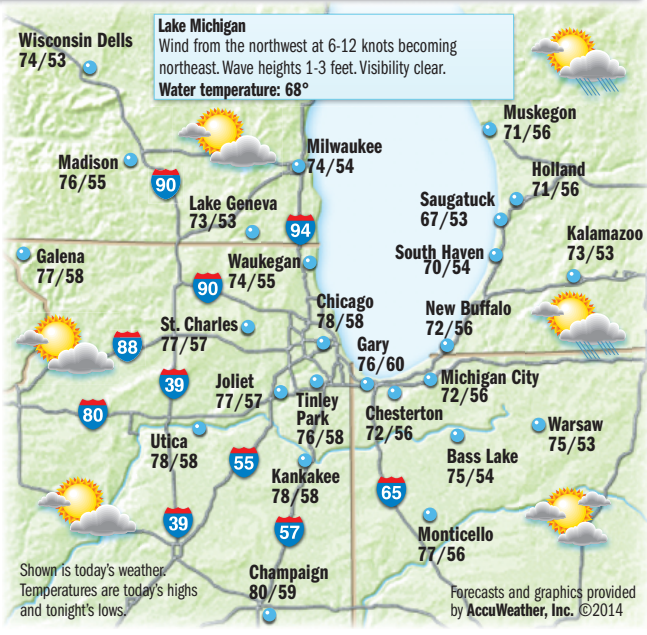 Lake Michigan
Wind from the northwest at 6-12 knots becoming
northeast. Wave heights 1-3 feet. Visibility clear.
Water temperature: 68°
Wisconsin Dells
74/53
Muskegon
71/56
Milwaukee
74/54
Madison
76/55
90
Holland
71/56
Lake Geneva
73/53
Saugatuck
67/53
94
Kalamazoo
73/53
Galena
77/58
Waukegan
74/55
South Haven
70/54
90
Chicago
78/58
New Buffalo
72/56
St. Charles
77/57
88
Gary
76/60
39
Joliet
77/57
Michigan City
72/56
80
Tinley
Park
76/58
Chesterton
72/56
Warsaw
75/53
Utica
78/58
55
Bass Lake
75/54
Kankakee
78/58
65
39
57
Monticello
77/56
Champaign
80/59
Shown is today's weather.
Temperatures are today's highs
and tonight's lows.
Forecasts and graphics provided
by AccuWeather, Inc. ©2014